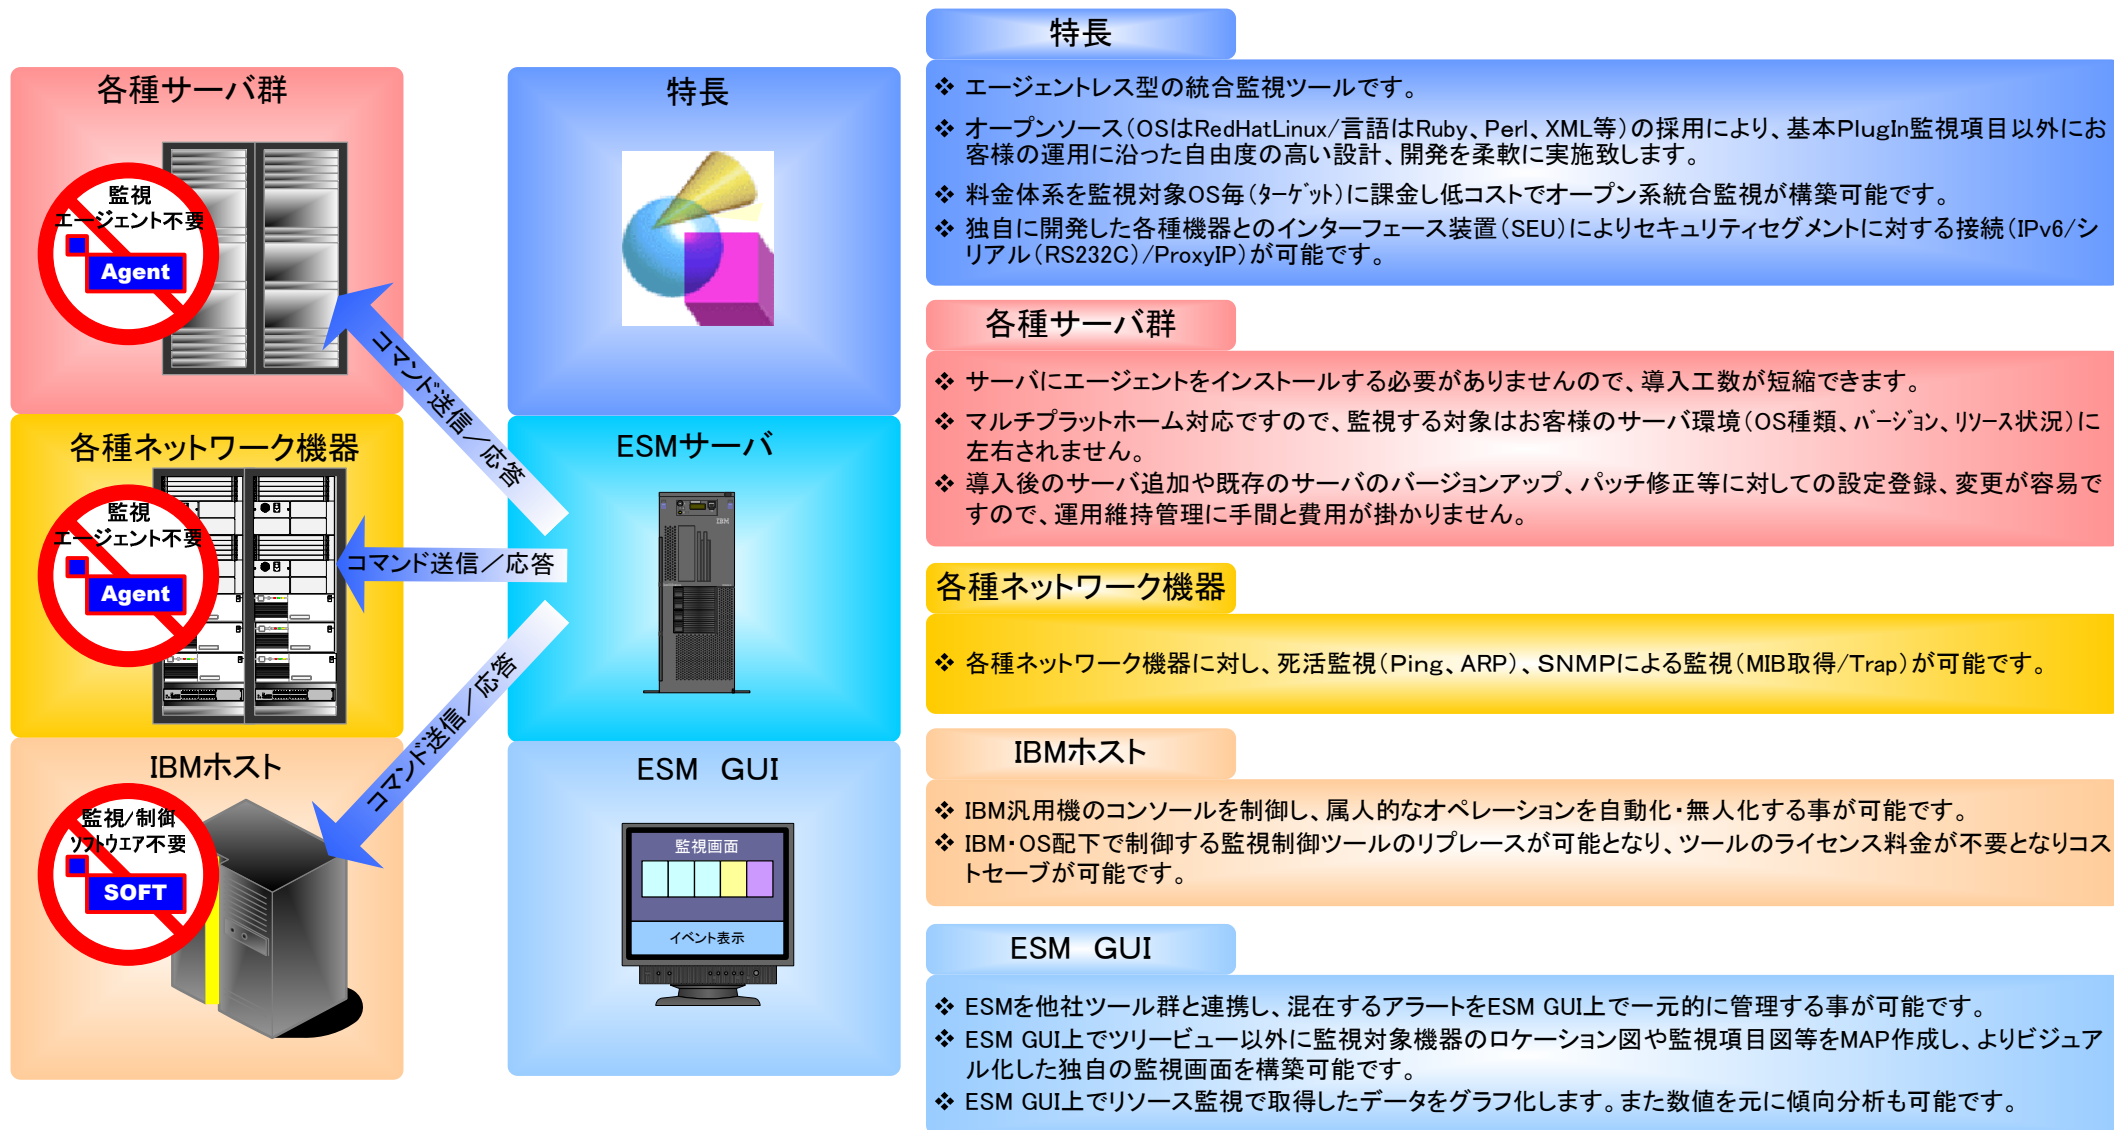 各種サーバ群
監視
エージェント不要
Agent
コマンド送信／応答
各種ネットワーク機器
監視
エージェント不要
Agent
コマンド送信／応答
IBMホスト
監視/制御
ソフトウエア不要
SOFT
コマンド送信／応答
特長
ESMサーバ
IBM
ESM　GUI
監視画面
イベント表示
特長
❖ エージェントレス型の統合監視ツールです。
❖ オープンソース（OSはRedHatLinux/言語はRuby、Perl、XML等）の採用により、基本PlugIn監視項目以外にお
客様の運用に沿った自由度の高い設計、開発を柔軟に実施致します。
❖ 料金体系を監視対象OS毎（ﾀｰｹﾞｯﾄ）に課金し低コストでオープン系統合監視が構築可能です。
❖ 独自に開発した各種機器とのインターフェース装置（SEU）によりセキュリティセグメントに対する接続（IPv6/シ
リアル（RS232C）/ProxyIP）が可能です。
各種サーバ群
❖ サーバにエージェントをインストールする必要がありませんので、導入工数が短縮できます。
❖ マルチプラットホーム対応ですので、監視する対象はお客様のサーバ環境（OS種類、ﾊﾞｰｼﾞｮﾝ、ﾘｿｰｽ状況）に
左右されません。
❖ 導入後のサーバ追加や既存のサーバのバージョンアップ、パッチ修正等に対しての設定登録、変更が容易で
すので、運用維持管理に手間と費用が掛かりません。
各種ネットワーク機器
❖ 各種ネットワーク機器に対し、死活監視（Ping、ARP）、SNMPによる監視（MIB取得/Trap）が可能です。
IBMホスト
❖ IBM汎用機のコンソールを制御し、属人的なオペレーションを自動化・無人化する事が可能です。
❖ IBM・OS配下で制御する監視制御ツールのリプレースが可能となり、ツールのライセンス料金が不要となりコス
トセーブが可能です。
ESM　GUI
❖ ESMを他社ツール群と連携し、混在するアラートをESM GUI上で一元的に管理する事が可能です。
❖ ESM GUI上でツリービュー以外に監視対象機器のロケーション図や監視項目図等をMAP作成し、よりビジュア
ル化した独自の監視画面を構築可能です。
❖ ESM GUI上でリソース監視で取得したデータをグラフ化します。また数値を元に傾向分析も可能です。